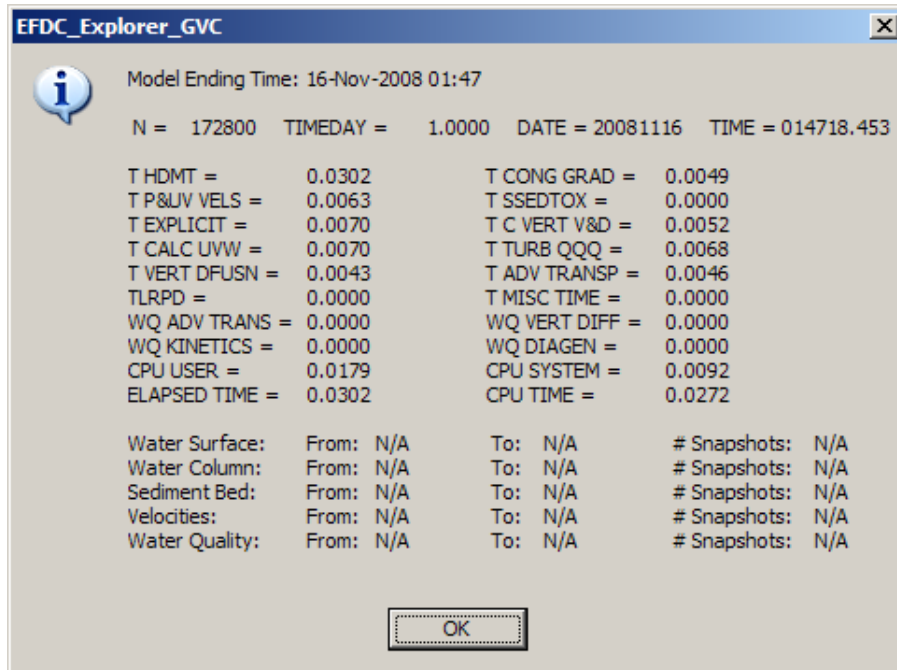 EFDC_Explorer_GVC
Model Ending Time: 16-Nov-2008 01:47
N = 172800 TIMEDAY = 1.0000 DATE = 20081116 TIME = 014718.453
T HDMT = 0.0302 T CONG GRAD = 0.0049
T P&UV VELS = 0.0063 T SSEDTOX = 0.0000
T EXPLICIT = 0.0070 T C VERT V&D = 0.0052
T CALC UVW = 0.0070 T TURB QQQ = 0.0068
T VERT DFUSN = 0.0043 T ADV TRANSP = 0.0046
TLRPD = 0.0000 T MISC TIME = 0.0000
WQ ADV TRANS = 0.0000 WQ VERT DIFF = 0.0000
WQ KINETICS = 0.0000 WQ DIAGEN = 0.0000
CPU USER = 0.0179 CPU SYSTEM = 0.0092
ELAPSED TIME = 0.0302 CPU TIME = 0.0272
Water Surface: From: N/A To: N/A # Snapshots: N/A
Water Column: From: N/A To: N/A # Snapshots: N/A
Sediment Bed: From: N/A To: N/A # Snapshots: N/A
Velocities: From: N/A To: N/A # Snapshots: N/A
Water Quality: From: N/A To: N/A # Snapshots: N/A
OK